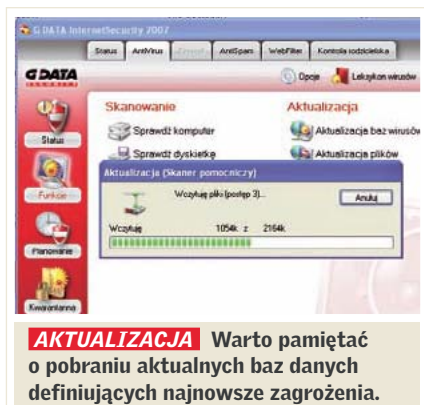 G DATA InternetSecurity 2007
Status AntiVirus AntiSpam WebFilter Kontrola rodzicielska
G DATA
SECURITY
Opcje Leksykon wirusów
Skanowanie Aktualizacja
Sprawdź komputer Aktualizacja baz wirusów
Sprawdź dyskietkę Aktualizacja plików
Status
Funkcje
Planowanie
Kwarantanna
Aktualizacja (Skaner pomocniczy)
Wczytuję pliki (postęp 3)...
Anuluj
Wczytuję 1054k z 2164k
AKTUALIZACJA Warto pamiętać
o pobraniu aktualnych baz danych
definiujących najnowsze zagrożenia.